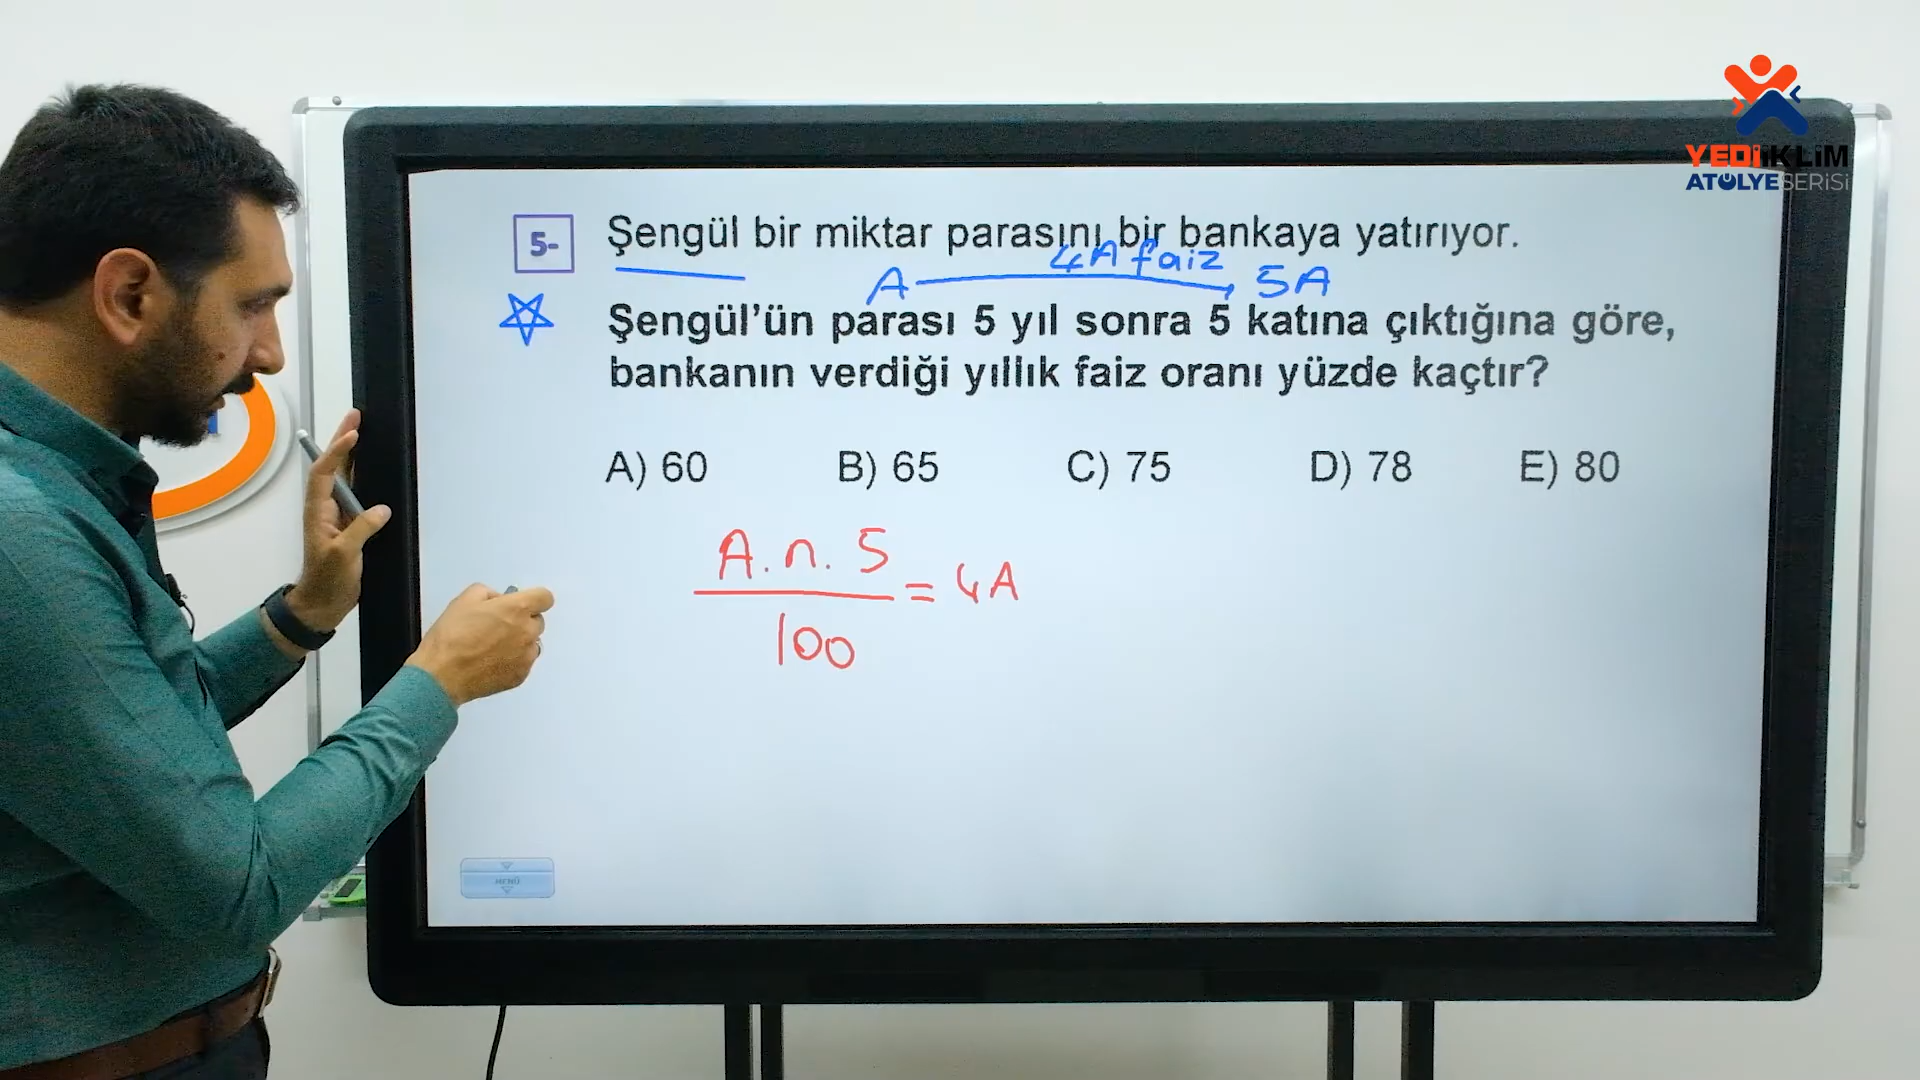 YEDİİKLİM
ATÖLYE SERİSİ
5- Şengül bir miktar parasını bir bankaya yatırıyor.
A 4A faiz 5A
Şengül'ün parası 5 yıl sonra 5 katına çıktığına göre,
bankanın verdiği yıllık faiz oranı yüzde kaçtır?
A) 60 B) 65 C) 75 D) 78 E) 80
A.n.5
= 4A
100
MENÜ